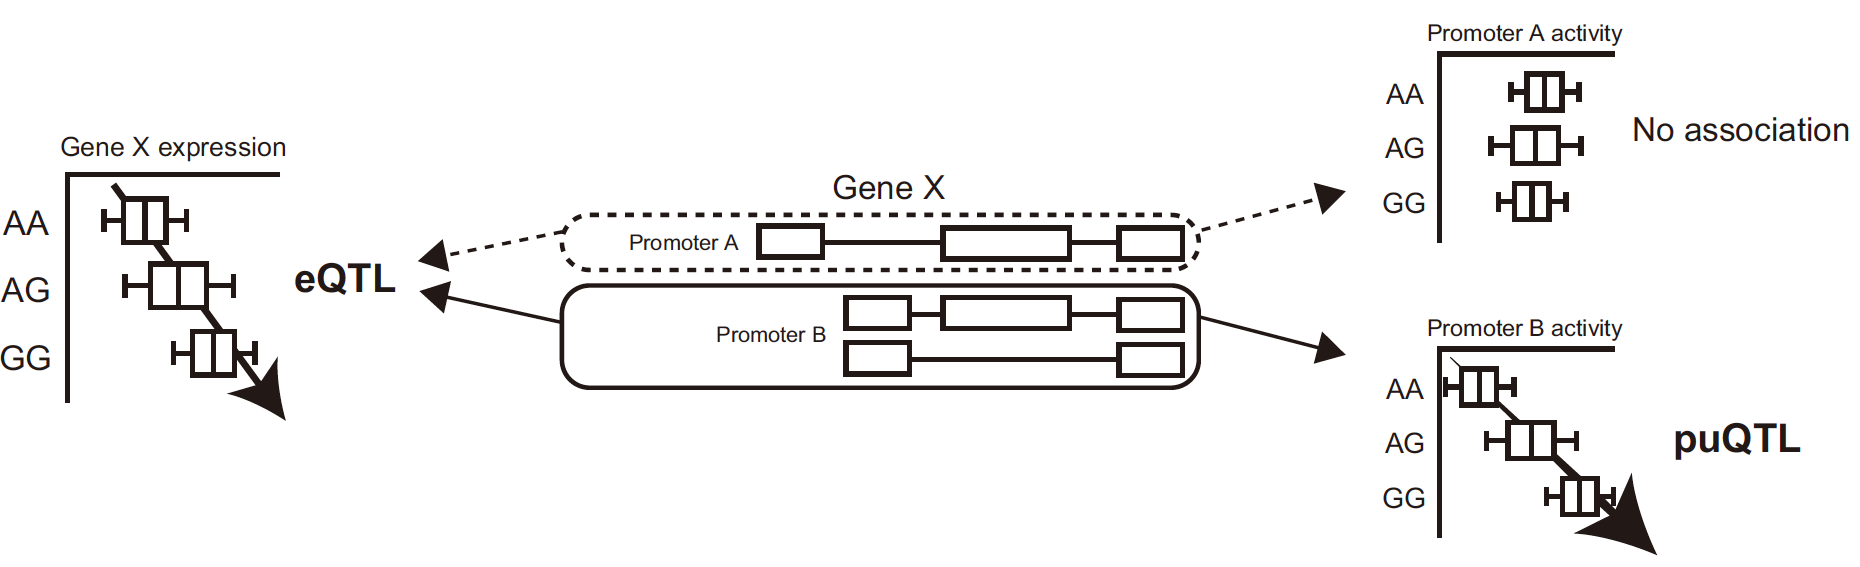 Gene X expression
AA
AG
GG
eQTL
Gene X
Promoter A
Promoter B
Promoter A activity
AA
AG
GG
No association
Promoter B activity
AA
AG
GG
puQTL